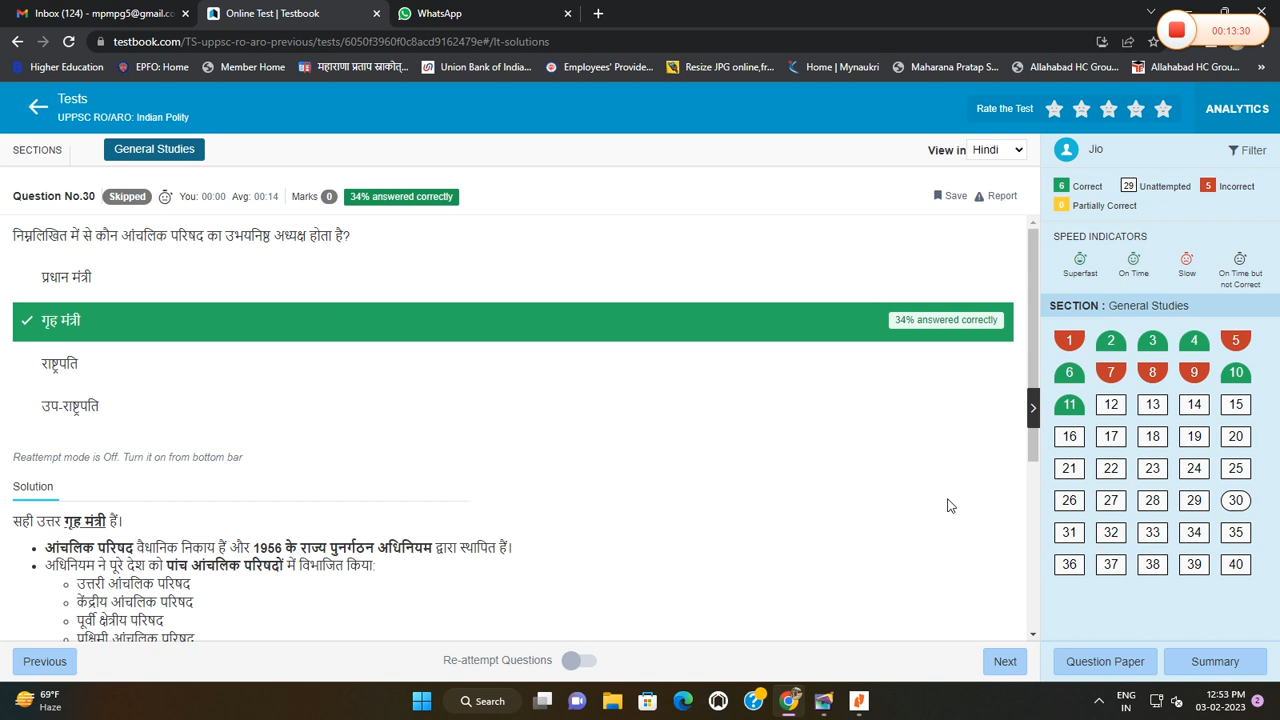 Inbox (124) - mpmpg5@gmail.co
Online Test | Testbook
WhatsApp
00:13:30
testbook.com/TS-uppsc-ro-aro-previous/tests/6050f3960f0c8acd9162479e#/lt-solutions
Higher Education
EPFO: Home
Member Home
महाराणा प्रताप स्नाकोत्...
Union Bank of India...
Employees' Provide...
Resize JPG online,fr...
Home | Mynaukri
Maharana Pratap S...
Allahabad HC Grou...
Allahabad HC Grou...
Tests
UPPSC RO/ARO: Indian Polity
Rate the Test
ANALYTICS
SECTIONS
General Studies
View in
Hindi
Jio
Filter
Question No.30
Skipped
You: 00:00
Avg: 00:14
Marks 0
34% answered correctly
Save
Report
6 Correct
29 Unattempted
5 Incorrect
0 Partially Correct
निम्नलिखित में से कौन आंचलिक परिषद का उभयनिष्ठ अध्यक्ष होता है?
प्रधान मंत्री
गृह मंत्री
34% answered correctly
राष्ट्रपति
उप-राष्ट्रपति
Reattempt mode is Off. Turn it on from bottom bar
Solution
सही उत्तर गृह मंत्री हैं।
• आंचलिक परिषद वैधानिक निकाय हैं और 1956 के राज्य पुनर्गठन अधिनियम द्वारा स्थापित हैं।
• अधिनियम ने पूरे देश को पांच आंचलिक परिषदों में विभाजित किया:
उत्तरी आंचलिक परिषद
केंद्रीय आंचलिक परिषद
पूर्वी क्षेत्रीय परिषद
पश्चिमी आंचलिक परिषद
SPEED INDICATORS
Superfast
On Time
Slow
On Time but
not Correct
SECTION : General Studies
1 2 3 4 5
6 7 8 9 10
11 12 13 14 15
16 17 18 19 20
21 22 23 24 25
26 27 28 29 30
31 32 33 34 35
36 37 38 39 40
Previous
Re-attempt Questions
Next
Question Paper
Summary
69°F
Haze
Search
ENG
IN
12:53 PM
03-02-2023
2